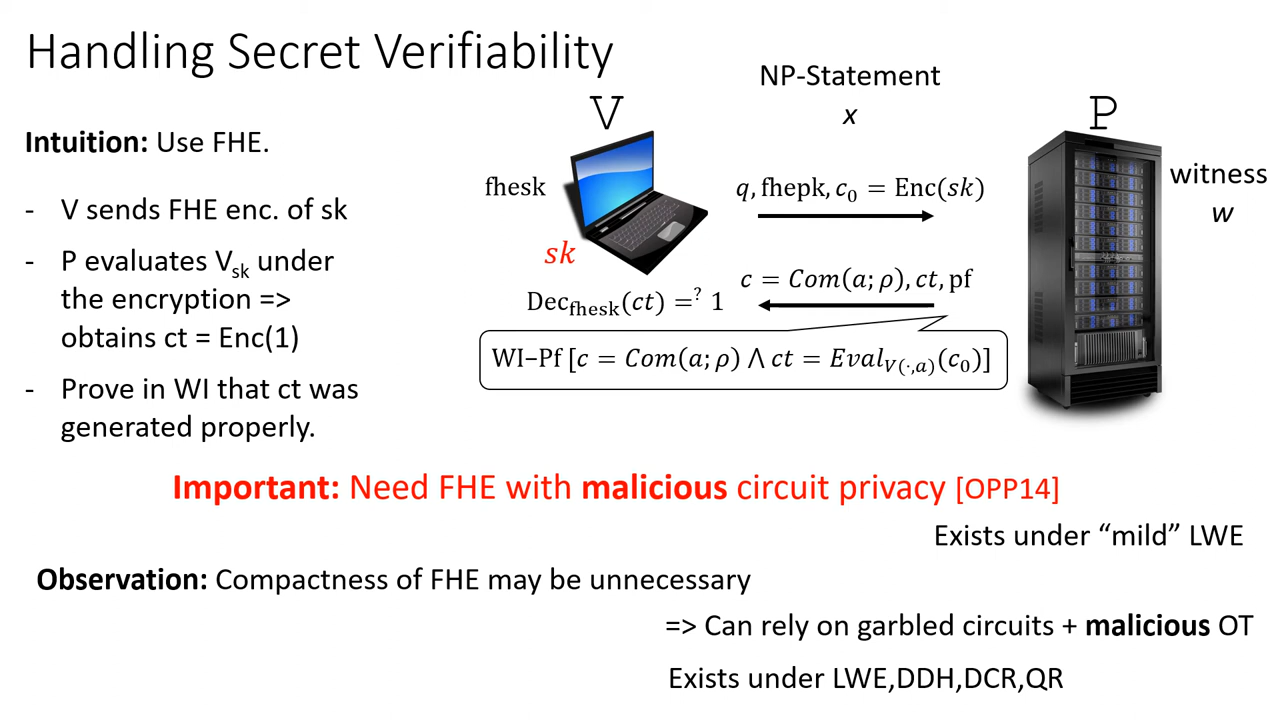 Handling Secret Verifiability
NP-Statement
x
V
P
Intuition: Use FHE.
fhesk
q, fhepk, c₀ = Enc(sk)
witness
w
- V sends FHE enc. of sk
sk
- P evaluates Vₛₖ under
the encryption =>
obtains ct = Enc(1)
c = Com(a; ρ), ct, pf
Dec_fhesk(ct) =? 1
WI–Pf [c = Com(a; ρ) ∧ ct = Eval_V(·,a)(c₀)]
- Prove in WI that ct was
generated properly.
Important: Need FHE with malicious circuit privacy [OPP14]
Exists under “mild” LWE
Observation: Compactness of FHE may be unnecessary
=> Can rely on garbled circuits + malicious OT
Exists under LWE,DDH,DCR,QR